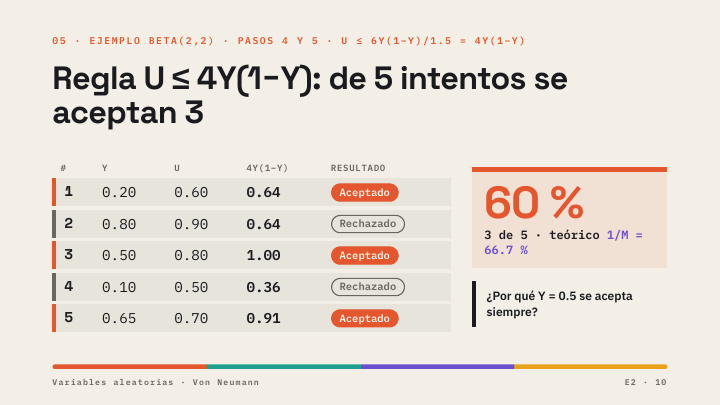 05 · EJEMPLO BETA(2,2) · PASOS 4 Y 5 · U ≤ 6Y(1−Y)/1.5 = 4Y(1−Y)
Regla U ≤ 4Y(1−Y): de 5 intentos se
aceptan 3
# Y U 4Y(1−Y) RESULTADO
1 0.20 0.60 0.64 Aceptado
2 0.80 0.90 0.64 Rechazado
3 0.50 0.80 1.00 Aceptado
4 0.10 0.50 0.36 Rechazado
5 0.65 0.70 0.91 Aceptado
60 %
3 de 5 · teórico 1/M =
66.7 %
¿Por qué Y = 0.5 se acepta
siempre?
Variables aleatorias · Von Neumann
E2 · 10